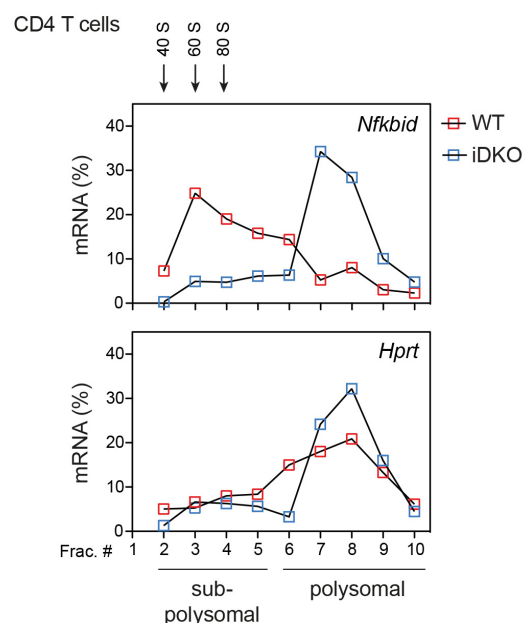 CD4 T cells
40 S
60 S
80 S
Nfkbid
WT
iDKO
mRNA (%)
40
30
20
10
0
Hprt
mRNA (%)
40
30
20
10
0
Frac. # 1 2 3 4 5 6 7 8 9 10
sub-
polysomal
polysomal